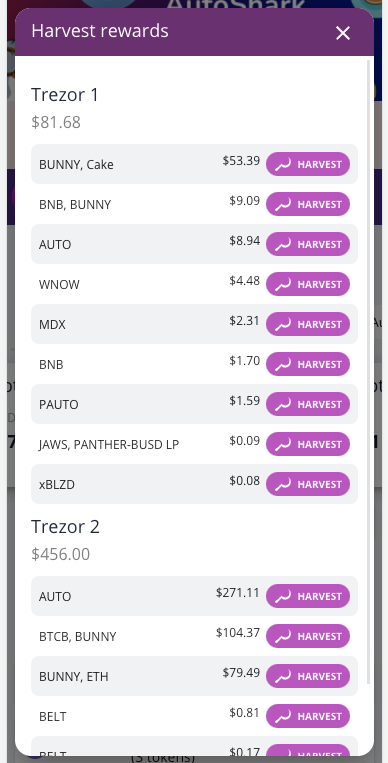 AutoShark
Harvest rewards
Trezor 1
$81.68
BUNNY, Cake $53.39 HARVEST
BNB, BUNNY $9.09 HARVEST
AUTO $8.94 HARVEST
WNOW $4.48 HARVEST
MDX $2.31 HARVEST
BNB $1.70 HARVEST
PAUTO $1.59 HARVEST
JAWS, PANTHER-BUSD LP $0.09 HARVEST
xBLZD $0.08 HARVEST
Trezor 2
$456.00
AUTO $271.11 HARVEST
BTCB, BUNNY $104.37 HARVEST
BUNNY, ETH $79.49 HARVEST
BELT $0.81 HARVEST
BELT $0.17 HARVEST
(3 tokens)